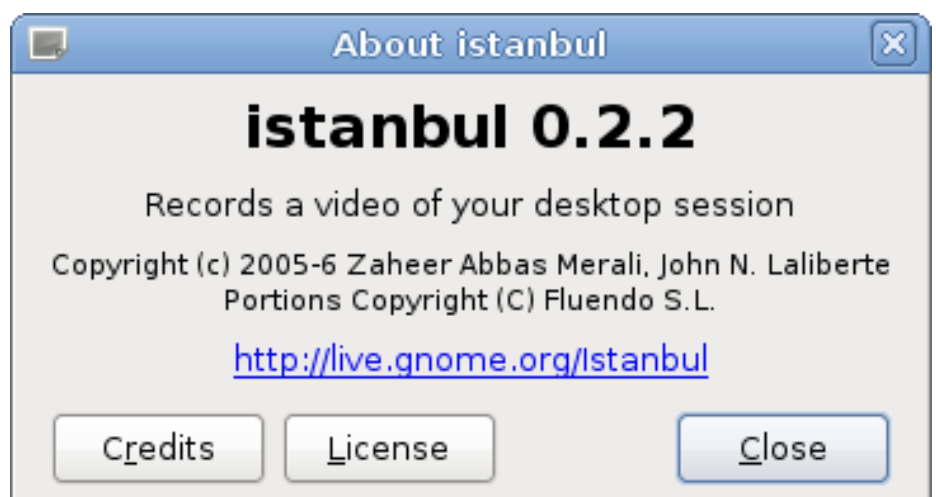 About istanbul
istanbul 0.2.2
Records a video of your desktop session
Copyright (c) 2005-6 Zaheer Abbas Merali, John N. Laliberte
Portions Copyright (C) Fluendo S.L.
http://live.gnome.org/Istanbul
Credits License Close